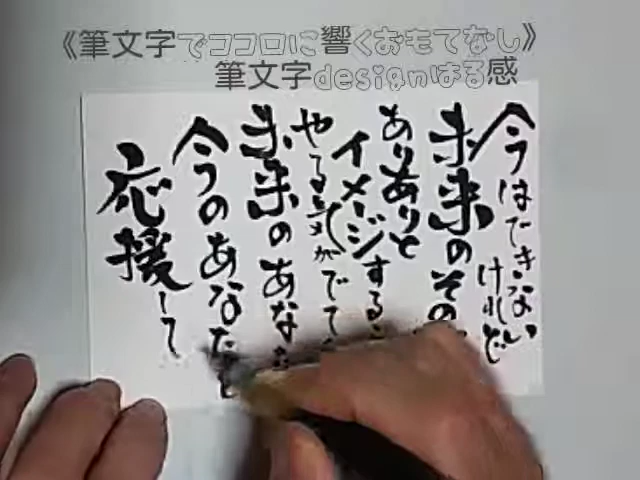 《筆文字でココロに響くおもてなし》
筆文字designはる感
今はできない
けれど
未来のその
ありありと
イメージする
やる気がでてく
未来のあなた
今のあなたを
応援して